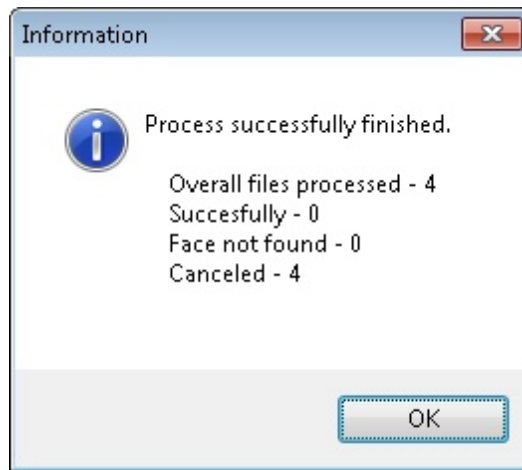 Information
Process successfully finished.
Overall files processed - 4
Succesfully - 0
Face not found - 0
Canceled - 4
OK